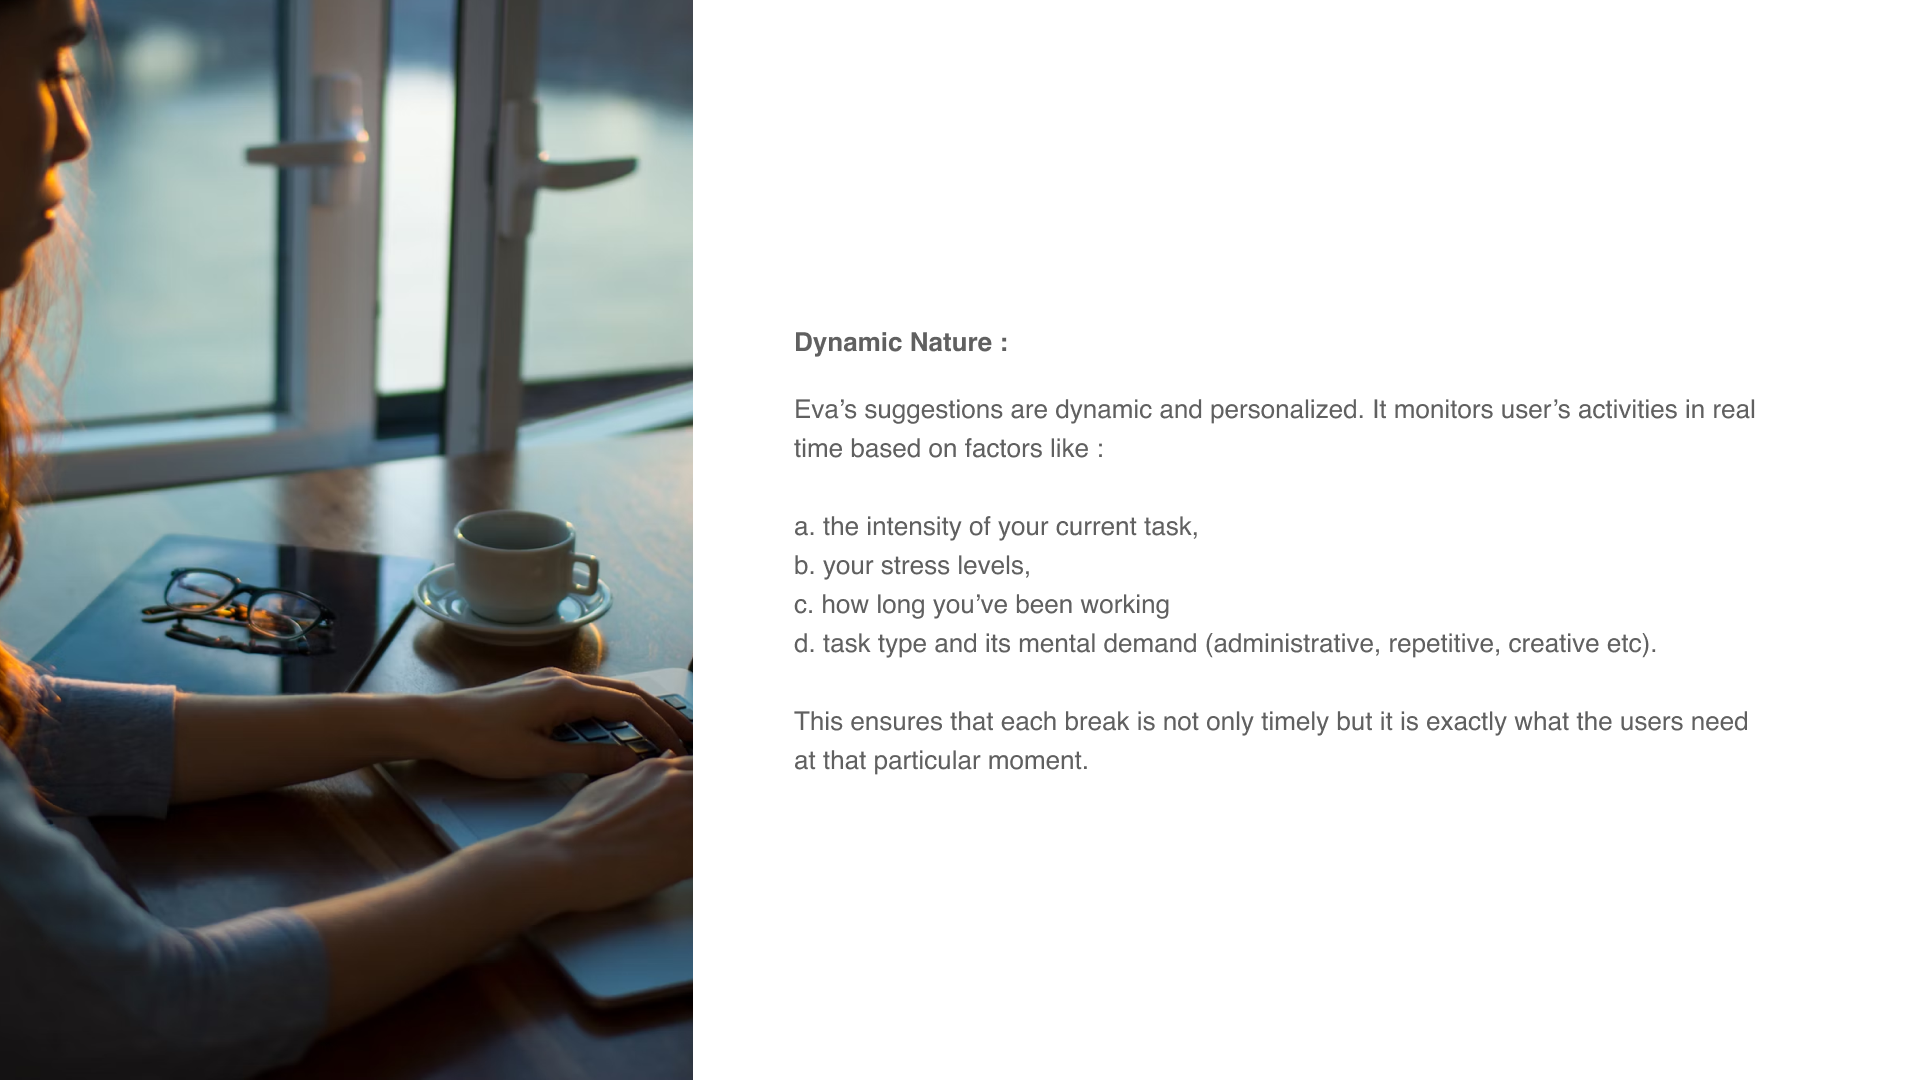 Dynamic Nature :
Eva’s suggestions are dynamic and personalized. It monitors user’s activities in real
time based on factors like :
a. the intensity of your current task,
b. your stress levels,
c. how long you’ve been working
d. task type and its mental demand (administrative, repetitive, creative etc).
This ensures that each break is not only timely but it is exactly what the users need
at that particular moment.